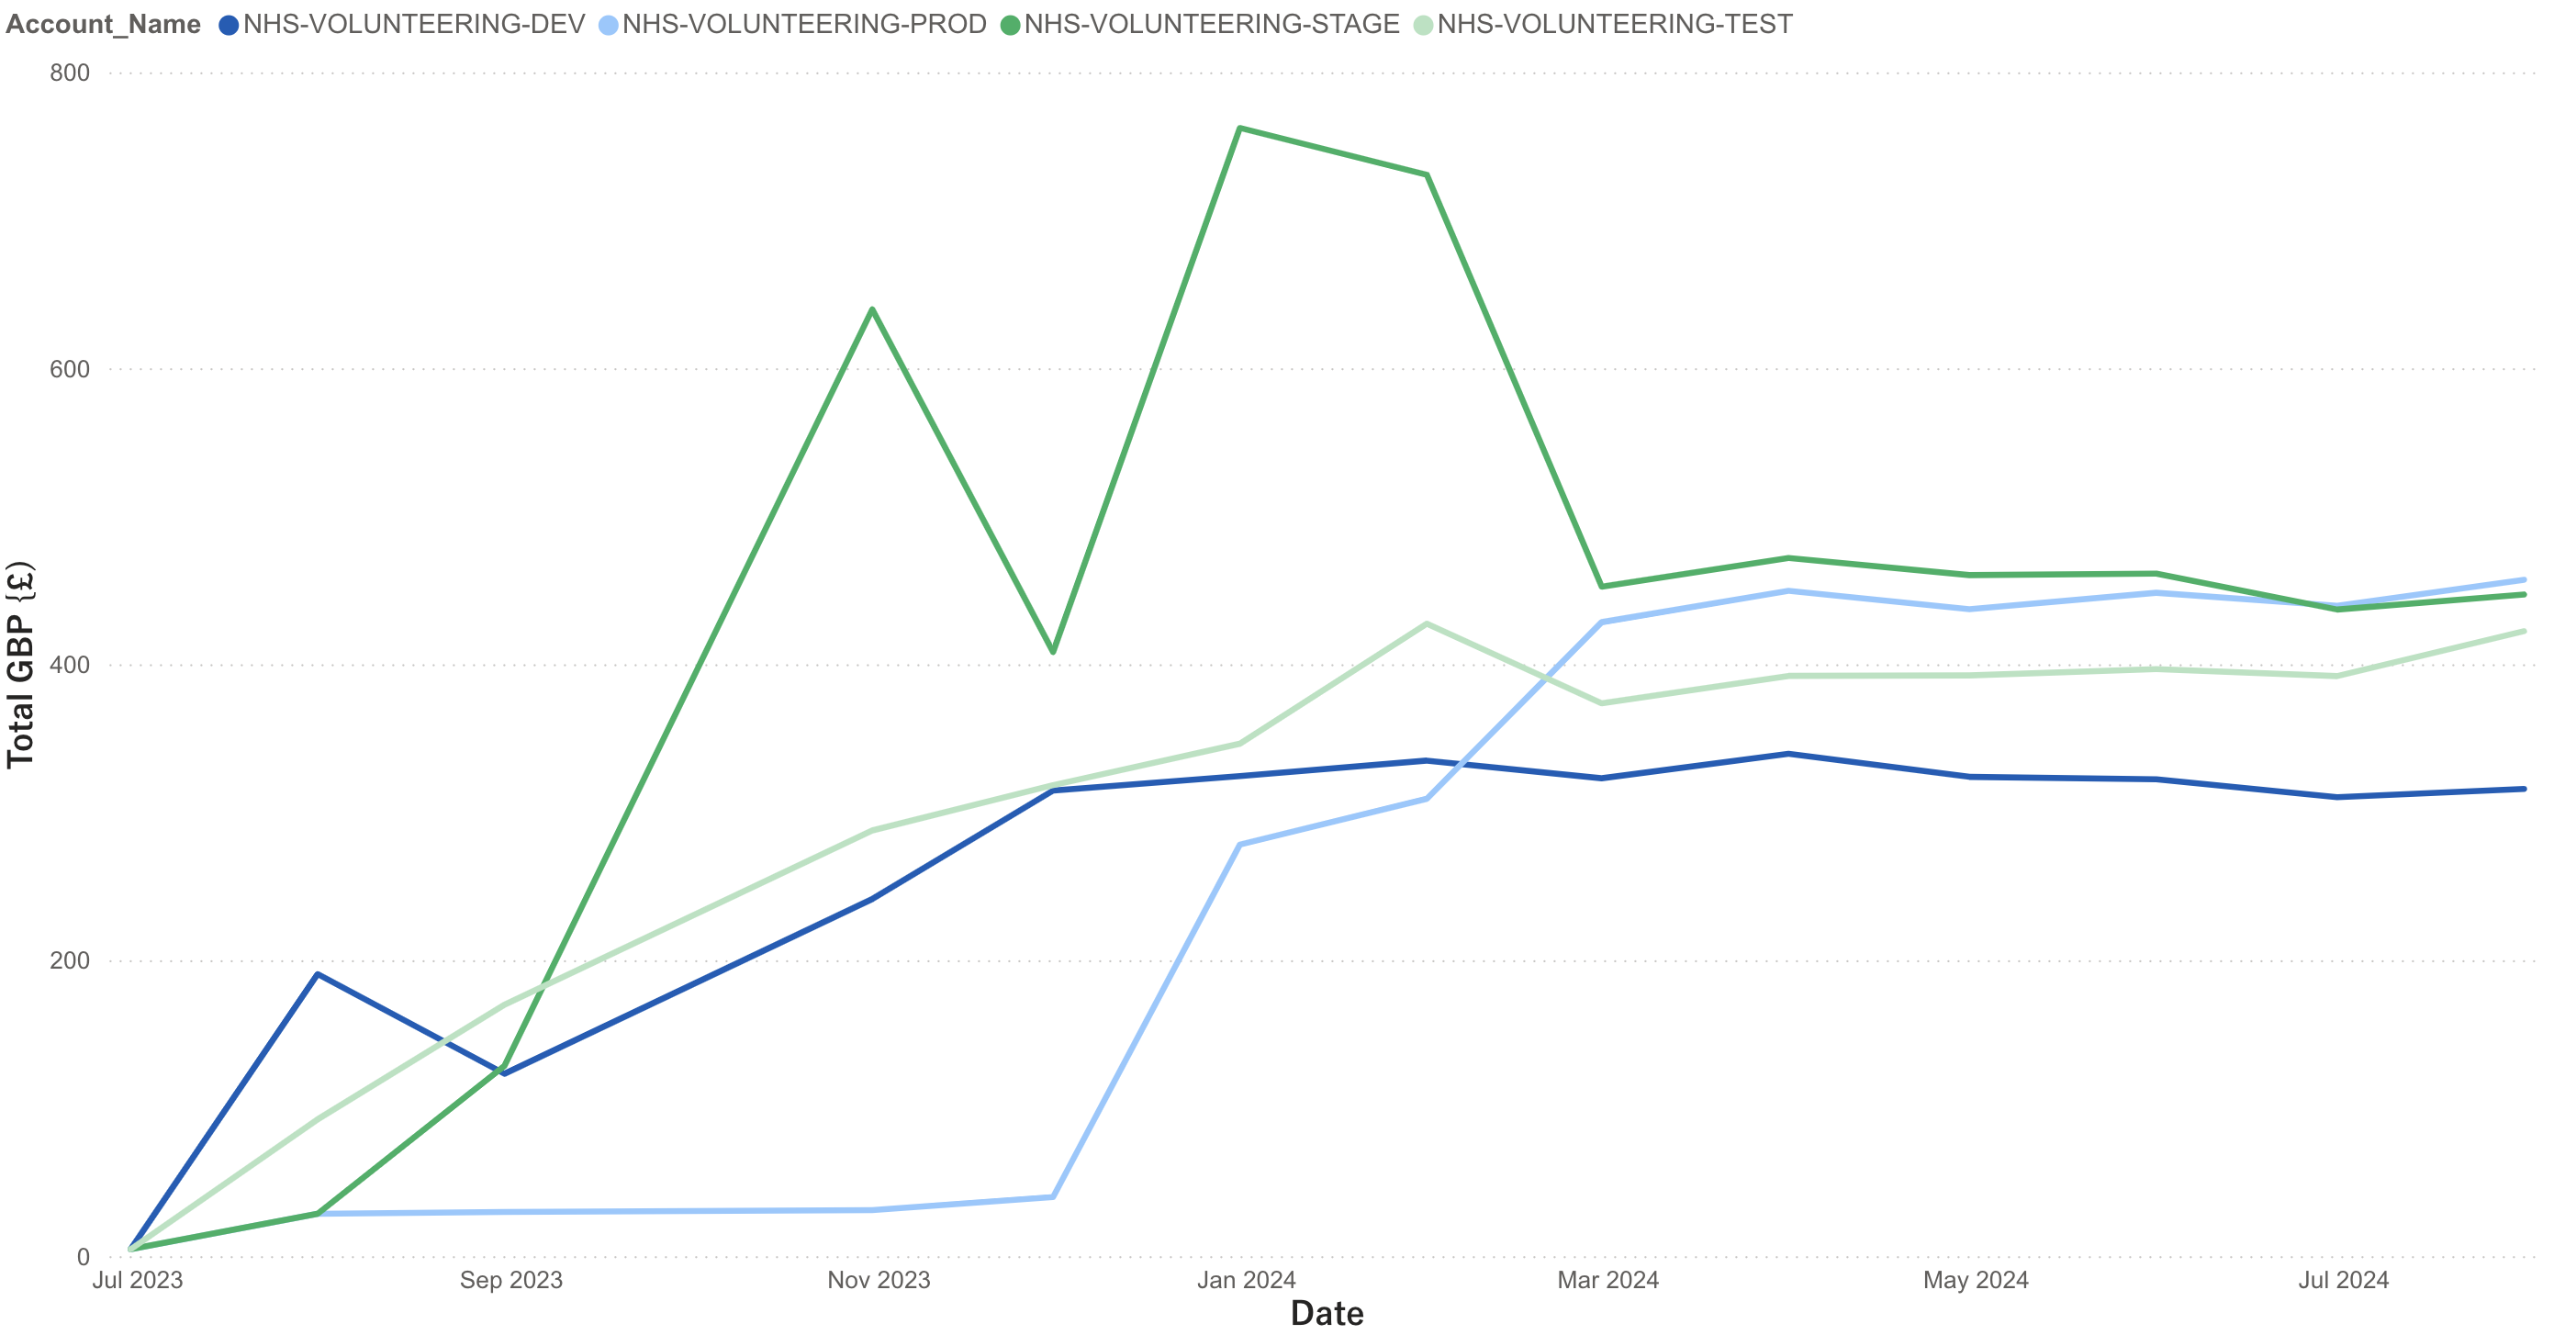 Account_Name NHS-VOLUNTEERING-DEV NHS-VOLUNTEERING-PROD NHS-VOLUNTEERING-STAGE NHS-VOLUNTEERING-TEST
800
600
400
200
0
Total GBP {£)
Jul 2023 Sep 2023 Nov 2023 Jan 2024 Mar 2024 May 2024 Jul 2024
Date